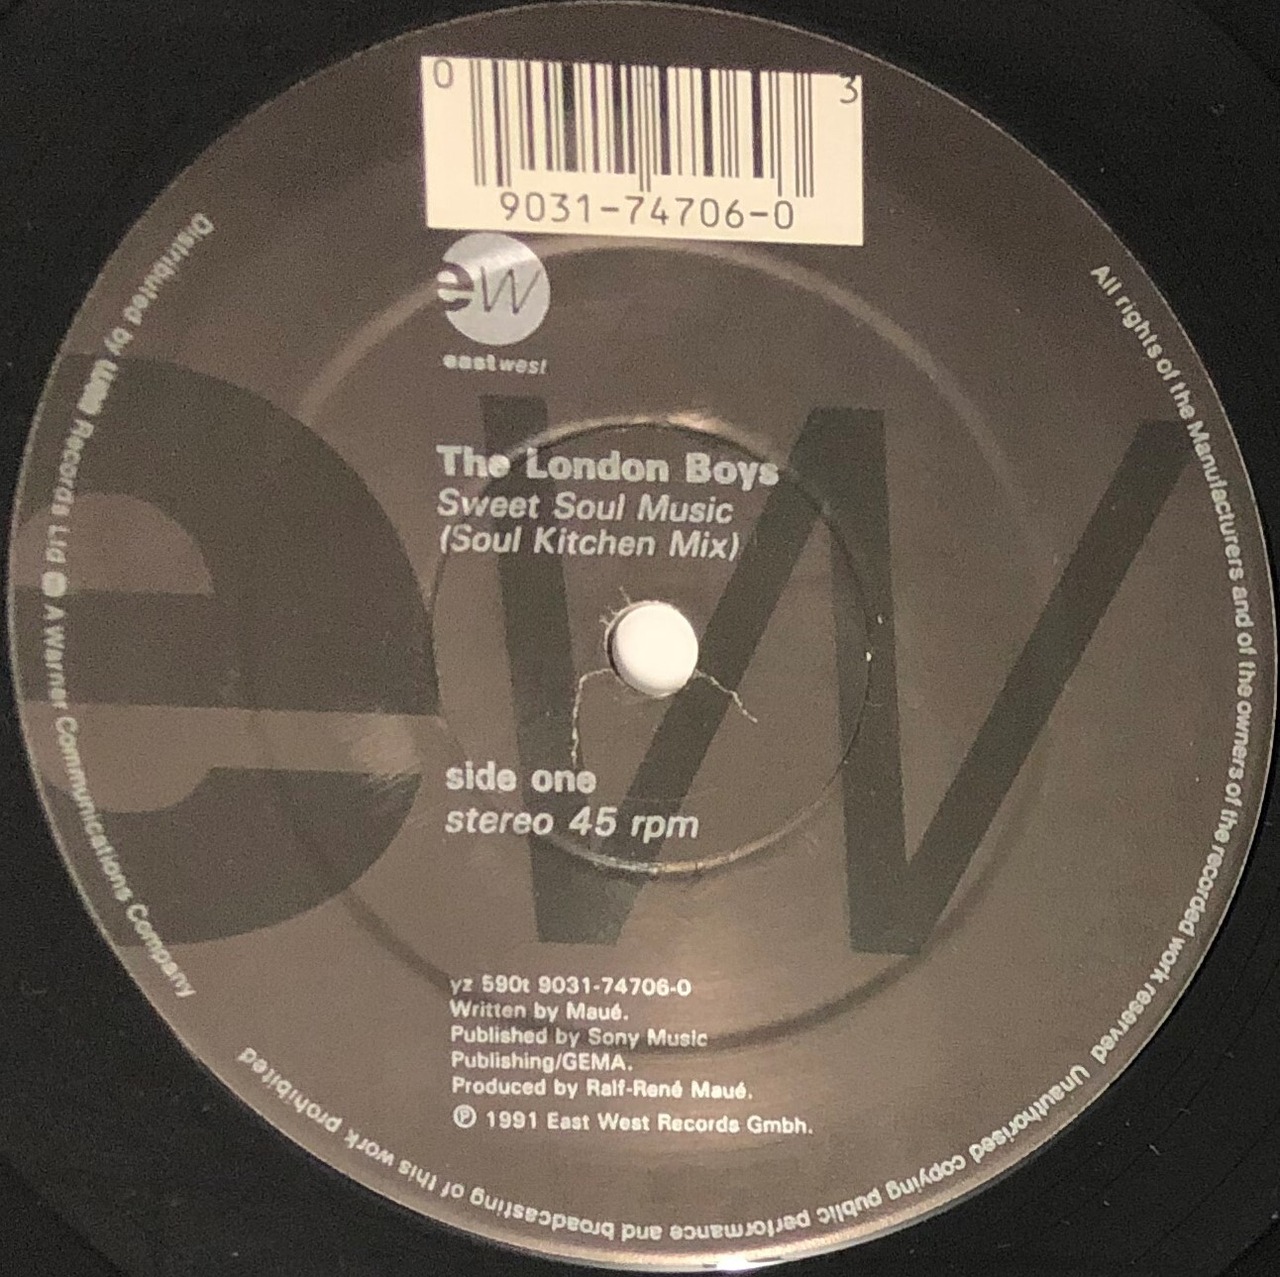 0 3
9031-74706-0
ew
eastwest
The London Boys
Sweet Soul Music
(Soul Kitchen Mix)
side one
stereo 45 rpm
yz 590t 9031-74706-0
Written by Maué.
Published by Sony Music
Publishing/GEMA.
Produced by Ralf-René Maué.
℗ 1991 East West Records Gmbh.
Distributed by Records Ltd A Warner Communications Company
All rights of the Manufacturers and of the owners of the recorded work reserved Unauthorised copying public performance and broadcasting of this work prohibited
ew